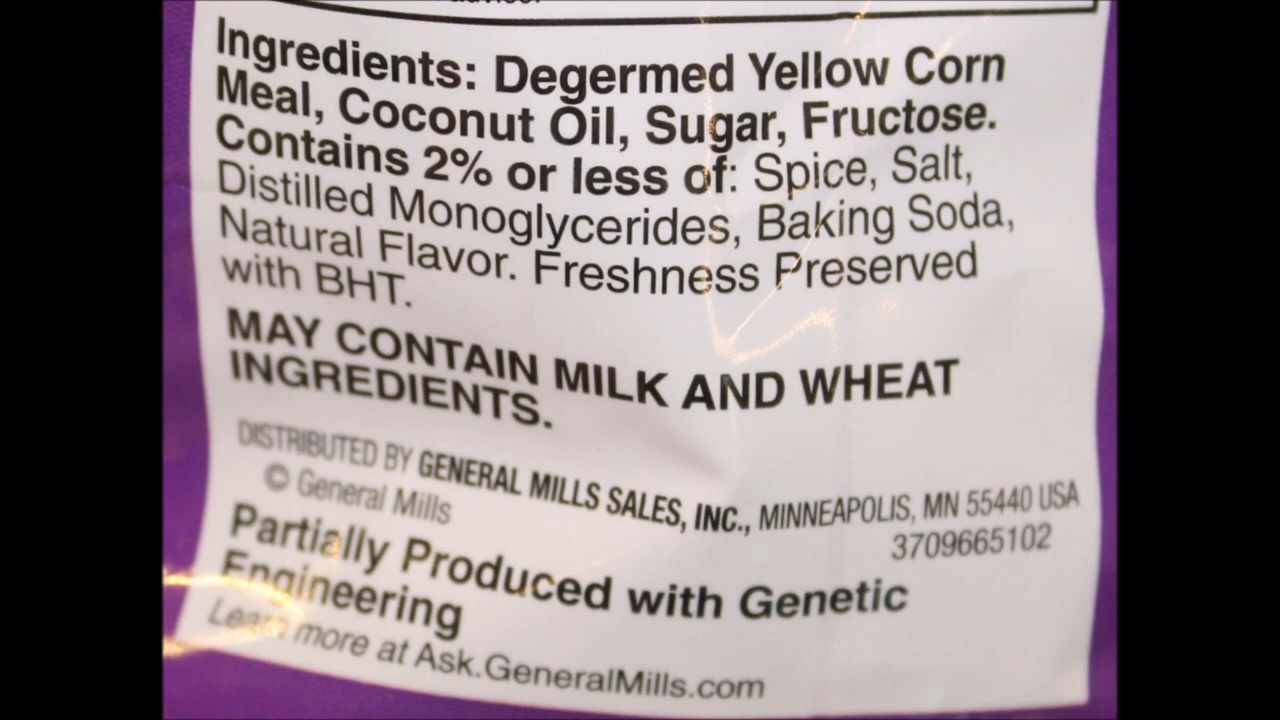 Ingredients: Degermed Yellow Corn
Meal, Coconut Oil, Sugar, Fructose.
Contains 2% or less of: Spice, Salt,
Distilled Monoglycerides, Baking Soda,
Natural Flavor. Freshness Preserved
with BHT.
MAY CONTAIN MILK AND WHEAT
INGREDIENTS.
DISTRIBUTED BY GENERAL MILLS SALES, INC., MINNEAPOLIS, MN 55440 USA
© General Mills
3709665102
Partially Produced with Genetic
Engineering
Learn more at Ask.GeneralMills.com